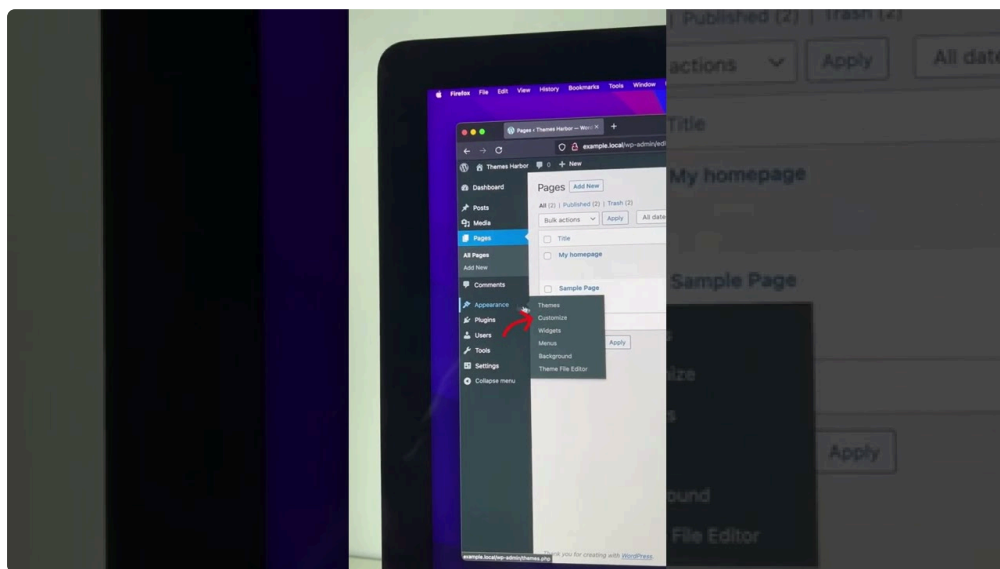 Firefox File Edit View History Bookmarks Tools Window
Pages ‹ Themes Harbor — Wor
example.local/wp-admin/edi
Themes Harbor 0 + New
Dashboard
Posts
Media
Pages
All Pages
Add New
Comments
Appearance
Plugins
Users
Tools
Settings
Collapse menu
Pages Add New
All (2) | Published (2) | Trash (2)
Bulk actions Apply All date
Title
My homepage
Sample Page
Themes
Customize
Widgets
Menus
Background
Theme File Editor
Apply
Thank you for creating with WordPress
example.local/wp-admin/themes.php
| Published (2) | Trash (2)
actions Apply All date
Title
My homepage
Sample Page
ize
s
Apply
ound
File Editor